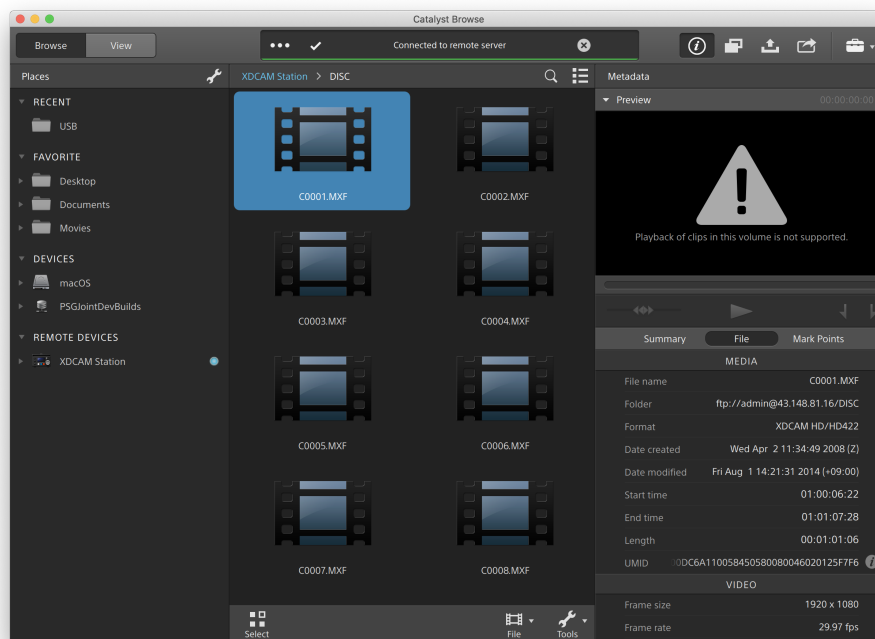 Catalyst Browse
Browse
View
Connected to remote server
Places
XDCAM Station > DISC
Metadata
RECENT
USB
FAVORITE
Desktop
Documents
Movies
DEVICES
macOS
PSGJointDevBuilds
REMOTE DEVICES
XDCAM Station
C0001.MXF
C0002.MXF
C0003.MXF
C0004.MXF
C0005.MXF
C0006.MXF
C0007.MXF
C0008.MXF
Select
File
Tools
Preview
00:00:00:00
Playback of clips in this volume is not supported.
Summary
File
Mark Points
MEDIA
File name C0001.MXF
Folder ftp://admin@43.148.81.16/DISC
Format XDCAM HD/HD422
Date created Wed Apr 2 11:34:49 2008 (Z)
Date modified Fri Aug 1 14:21:31 2014 (+09:00)
Start time 01:00:06:22
End time 01:01:07:28
Length 00:01:01:06
UMID 0DC6A110058450580080046020125F7F6
VIDEO
Frame size 1920 x 1080
Frame rate 29.97 fps